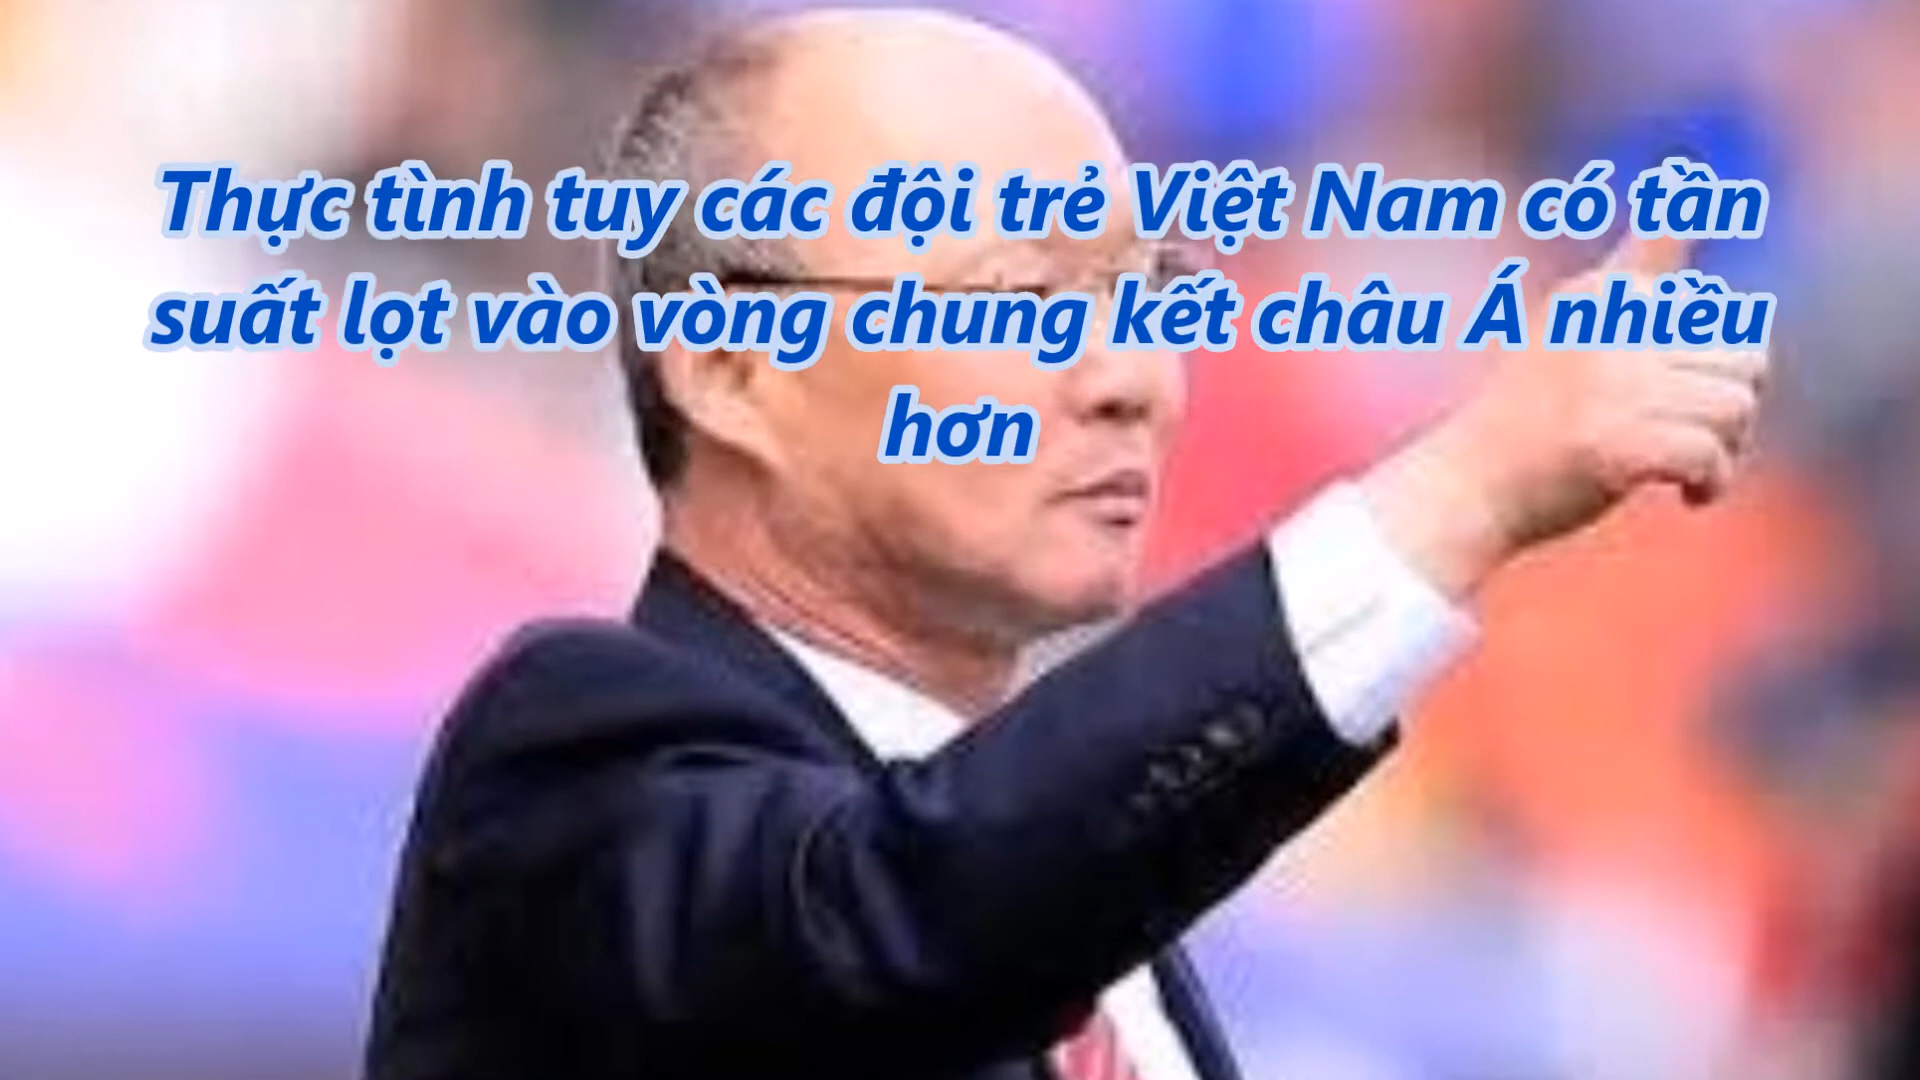 Thực tình tuy các đội trẻ Việt Nam có tần
suất lọt vào vòng chung kết châu Á nhiều
hơn